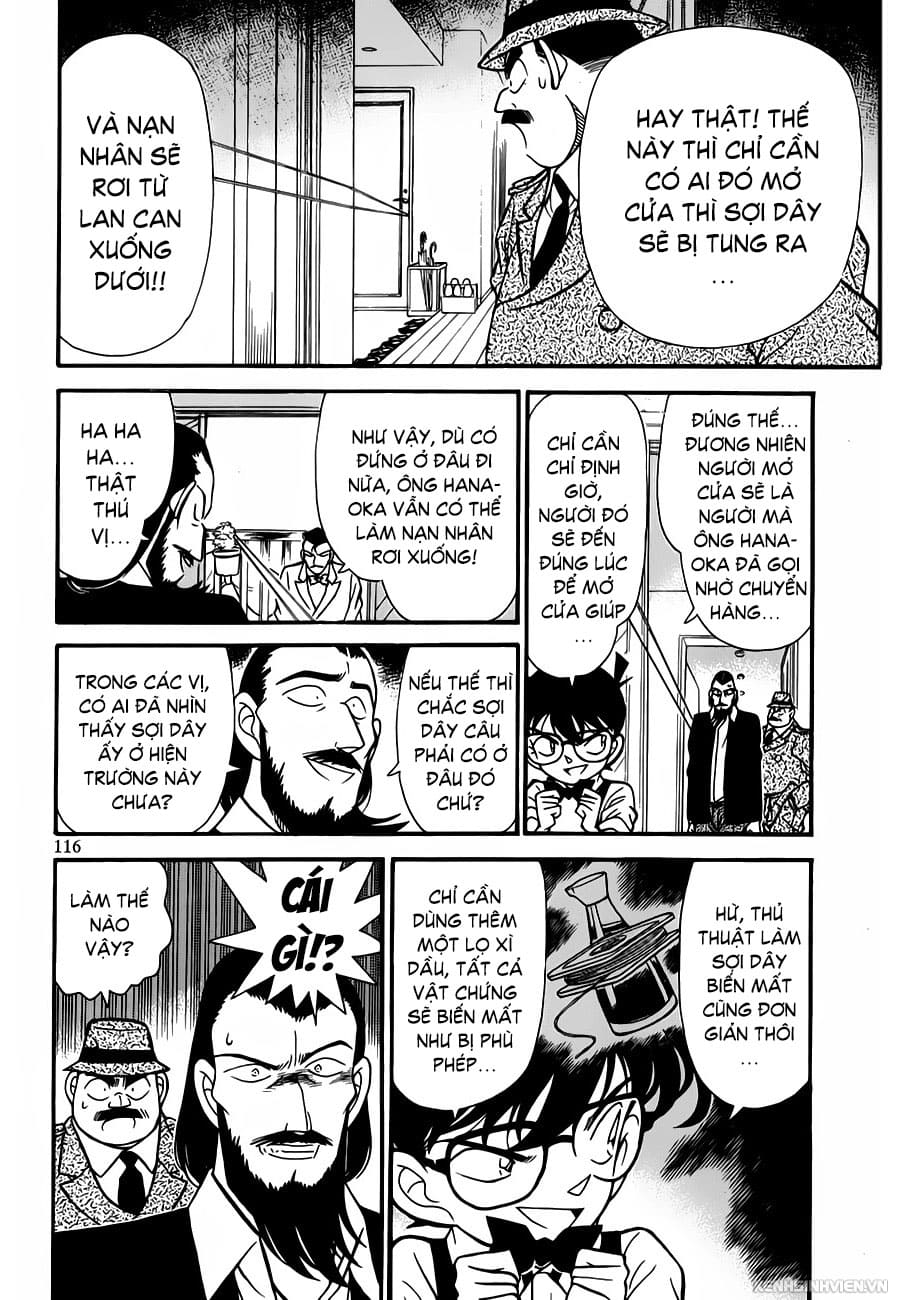 HAY THẬT! THẾ
NÀY THÌ CHỈ CẦN
CÓ AI ĐÓ MỞ
CỬA THÌ SỢI DÂY
SẼ BỊ TUNG RA
...
VÀ NẠN
NHÂN SẼ
RƠI TỪ
LAN CAN
XUỐNG
DƯỚI!!
ĐÚNG THẾ...
ĐƯƠNG NHIÊN
NGƯỜI MỞ
CỬA SẼ LÀ
NGƯỜI MÀ
ÔNG HANA-
OKA ĐÃ GỌI
NHỜ CHUYỂN
HÀNG...
CHỈ CẦN
CHỈ ĐỊNH
GIỜ,
NGƯỜI ĐÓ
SẼ ĐẾN
ĐÚNG LÚC
ĐỂ MỞ
CỬA GIÚP
...
NHƯ VẬY, DÙ CÓ
ĐỨNG Ở ĐÂU ĐI
NỮA, ÔNG HANA-
OKA VẪN CÓ THỂ
LÀM NẠN NHÂN
RƠI XUỐNG!
HA HA
HA...
THẬT
THÚ
VỊ...
NẾU THẾ THÌ
CHẮC SỢI
DÂY CÂU
PHẢI CÓ Ở
ĐÂU ĐÓ
CHỨ?
TRONG CÁC VỊ,
CÓ AI ĐÃ NHÌN
THẤY SỢI DÂY
ẤY Ở HIỆN
TRƯỜNG NÀY
CHƯA?
116
HỪ, THỦ
THUẬT LÀM
SỢI DÂY
BIẾN MẤT
CŨNG ĐƠN
GIẢN THÔI
...
CHỈ CẦN
DÙNG THÊM
MỘT LỌ XÌ
DẦU, TẤT CẢ
VẬT CHỨNG
SẼ BIẾN MẤT
NHƯ BỊ PHÙ
PHÉP...
CÁI
GÌ!?
LÀM THẾ
NÀO
VẬY?
XENHSINHVIEN.VN